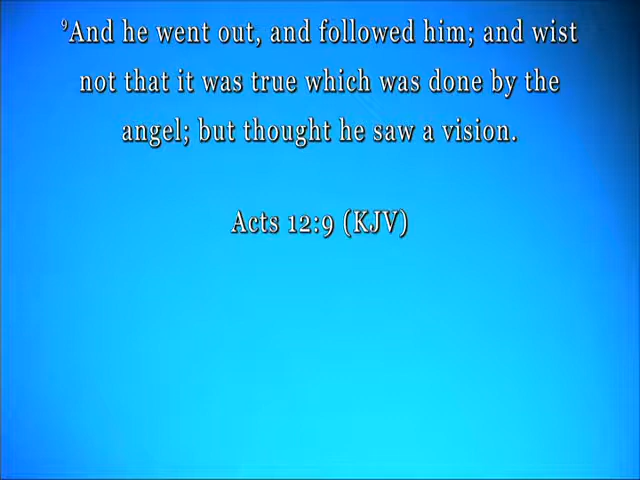 ⁹And he went out, and followed him; and wist
not that it was true which was done by the
angel; but thought he saw a vision.
Acts 12:9 (KJV)